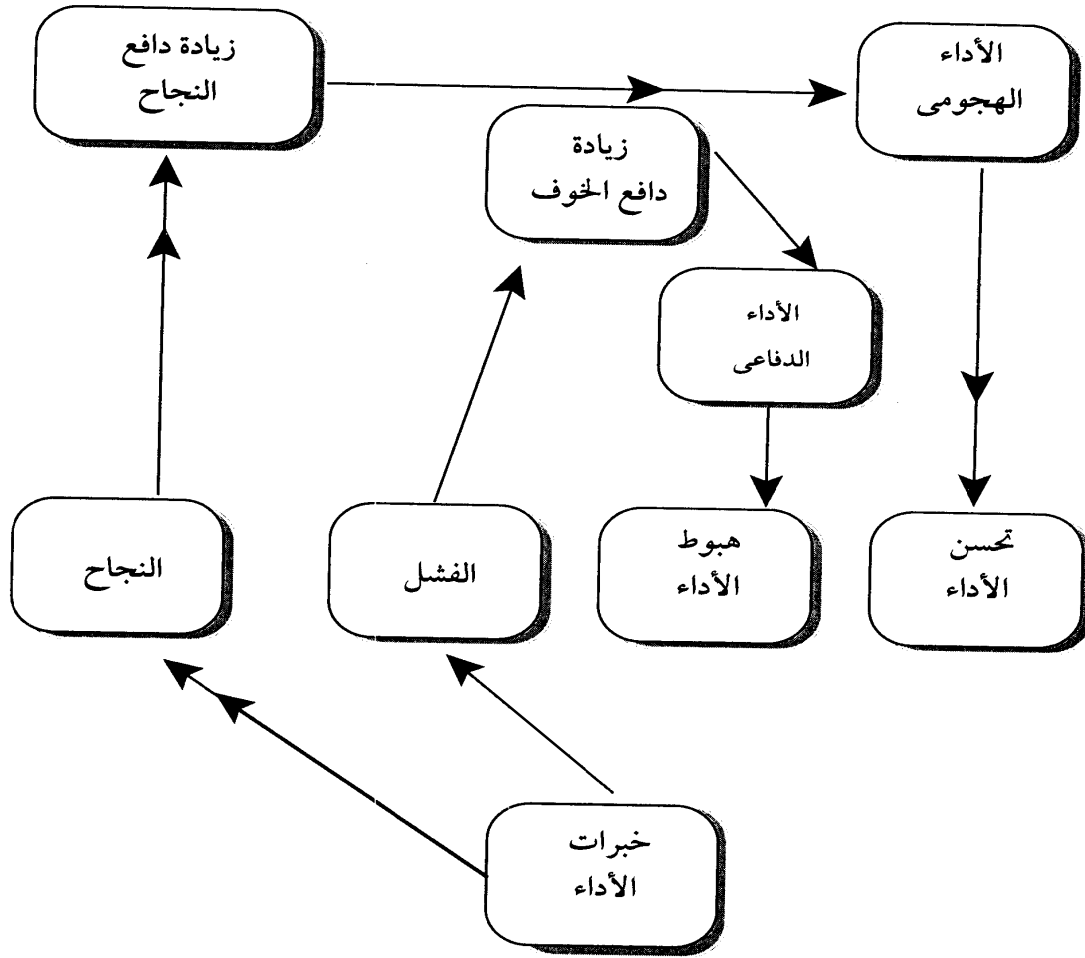 الأداء
الهجومى
زيادة دافع
النجاح
زيادة
دافع الخوف
الأداء
الدفاعى
تحسن
الأداء
هبوط
الأداء
الفشل
النجاح
خبرات
الأداء